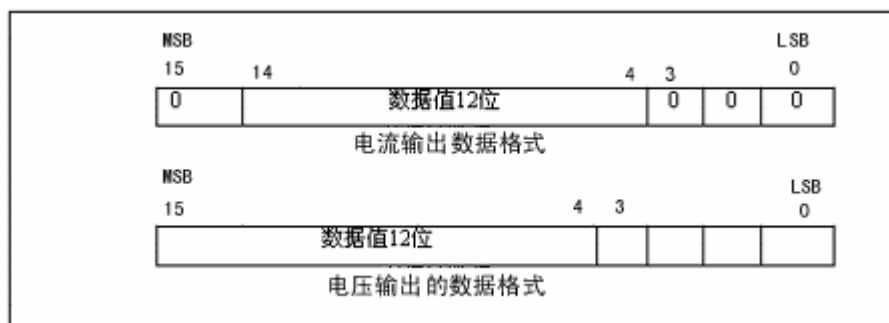 MSB LSB
15 14 4 3 0
0 数据值12位 0 0 0
电流输出数据格式
MSB LSB
15 4 3 0
数据值12位
电压输出的数据格式